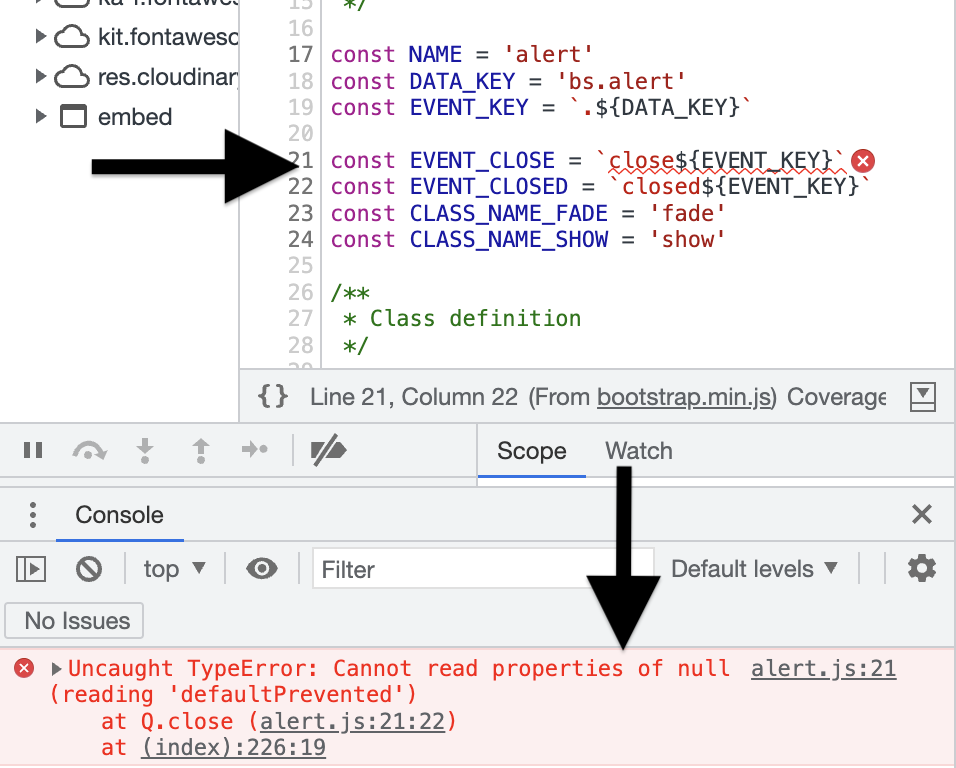 kit.fontawesc
res.cloudinar
embed
15 */
16
17 const NAME = 'alert'
18 const DATA_KEY = 'bs.alert'
19 const EVENT_KEY = `.${DATA_KEY}`
20
21 const EVENT_CLOSE = `close${EVENT_KEY}`
22 const EVENT_CLOSED = `closed${EVENT_KEY}`
23 const CLASS_NAME_FADE = 'fade'
24 const CLASS_NAME_SHOW = 'show'
25
26 /**
27 * Class definition
28 */
{} Line 21, Column 22 (From bootstrap.min.js) Coverage
Scope Watch
Console
top ▼ Filter Default levels ▼
No Issues
Uncaught TypeError: Cannot read properties of null alert.js:21
(reading 'defaultPrevented')
at Q.close (alert.js:21:22)
at (index):226:19